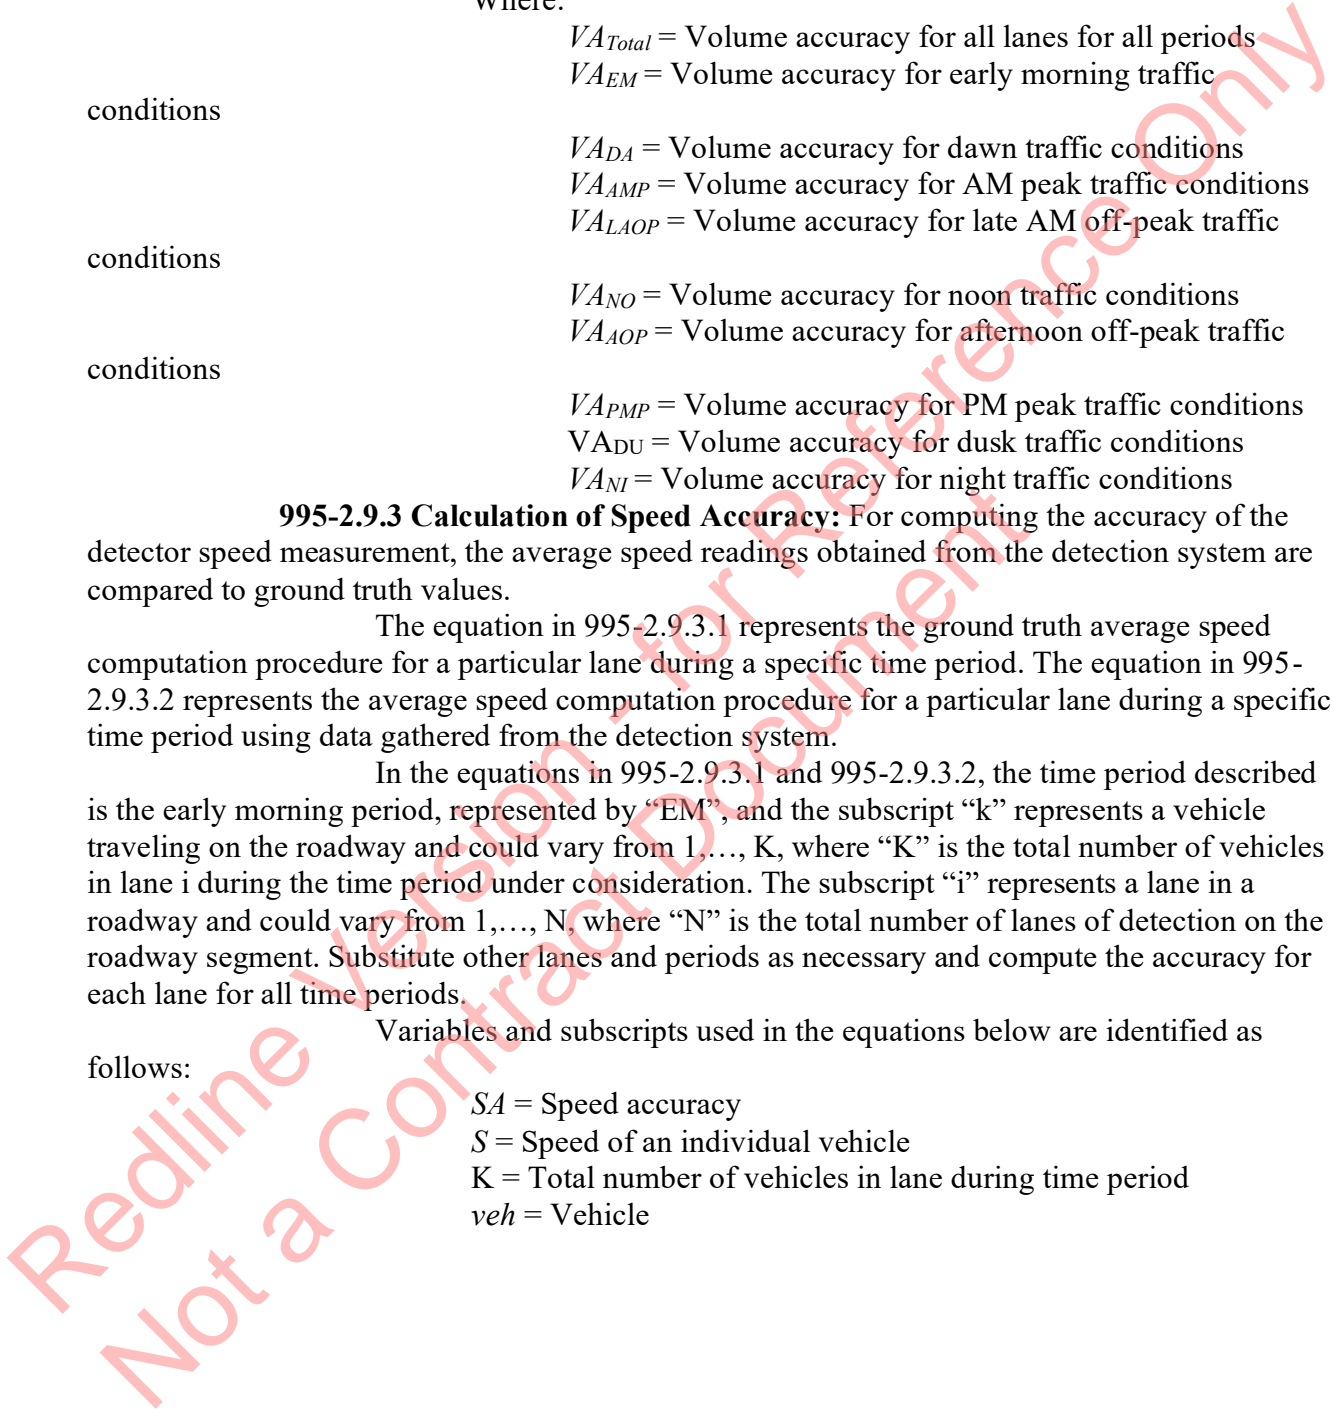 Where:
VATotal = Volume accuracy for all lanes for all periods
VAEM = Volume accuracy for early morning traffic
conditions
VADA = Volume accuracy for dawn traffic conditions
VAAMP = Volume accuracy for AM peak traffic conditions
VALAOP = Volume accuracy for late AM off-peak traffic
conditions
VANO = Volume accuracy for noon traffic conditions
VAAOP = Volume accuracy for afternoon off-peak traffic
conditions
VAPMP = Volume accuracy for PM peak traffic conditions
VADU = Volume accuracy for dusk traffic conditions
VANI = Volume accuracy for night traffic conditions
995-2.9.3 Calculation of Speed Accuracy: For computing the accuracy of the
detector speed measurement, the average speed readings obtained from the detection system are
compared to ground truth values.
The equation in 995-2.9.3.1 represents the ground truth average speed
computation procedure for a particular lane during a specific time period. The equation in 995-
2.9.3.2 represents the average speed computation procedure for a particular lane during a specific
time period using data gathered from the detection system.
In the equations in 995-2.9.3.1 and 995-2.9.3.2, the time period described
is the early morning period, represented by “EM”, and the subscript “k” represents a vehicle
traveling on the roadway and could vary from 1,…, K, where “K” is the total number of vehicles
in lane i during the time period under consideration. The subscript “i” represents a lane in a
roadway and could vary from 1,…, N, where “N” is the total number of lanes of detection on the
roadway segment. Substitute other lanes and periods as necessary and compute the accuracy for
each lane for all time periods.
Variables and subscripts used in the equations below are identified as
follows:
SA = Speed accuracy
S = Speed of an individual vehicle
K = Total number of vehicles in lane during time period
veh = Vehicle
Redline Version - for Reference Only
Not a Contract Document